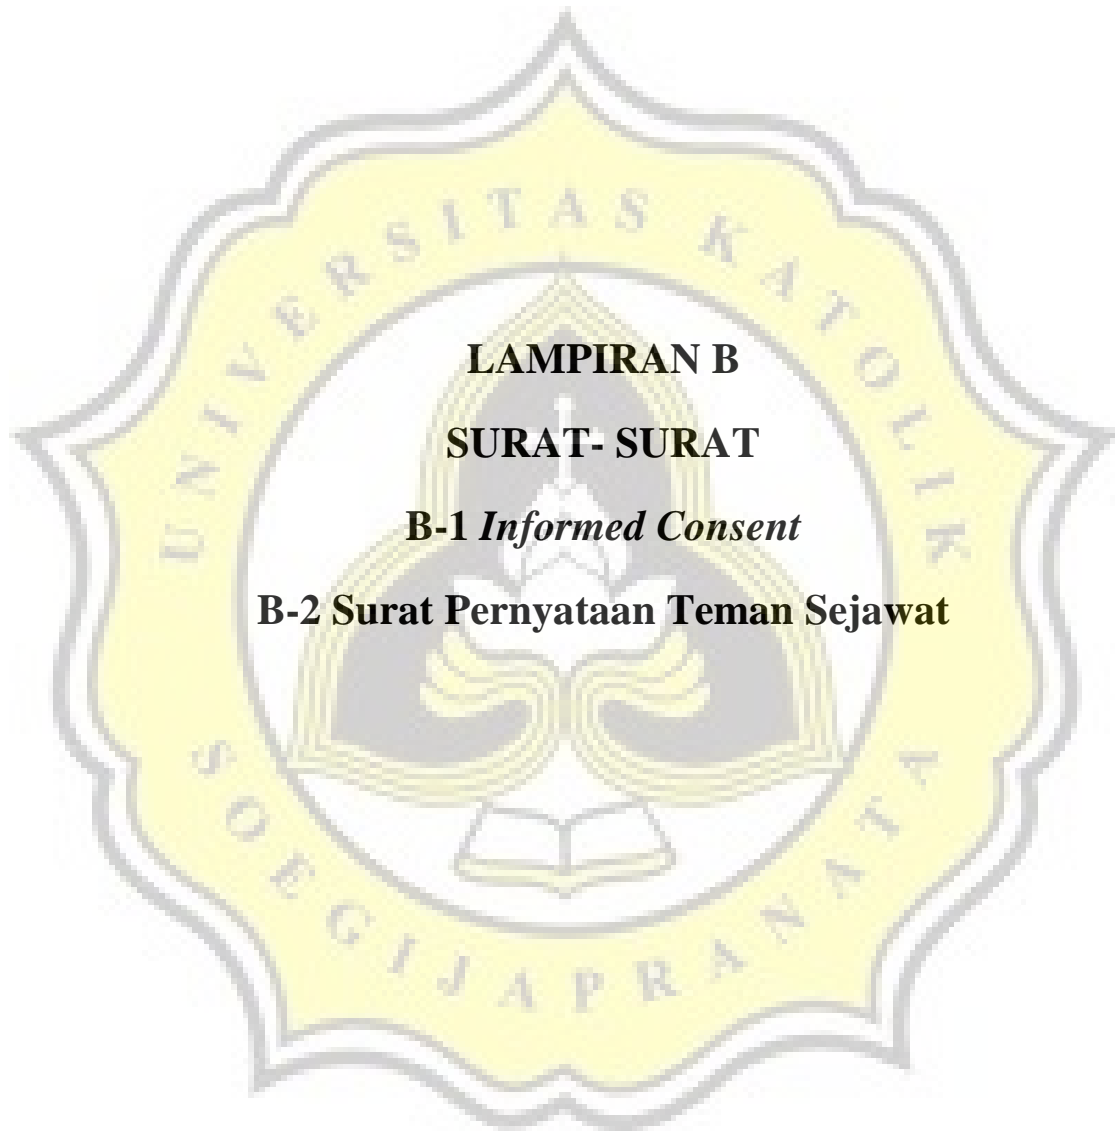 UNIVERSITAS KATOLIK
LAMPIRAN B
SURAT- SURAT
B-1 Informed Consent
B-2 Surat Pernyataan Teman Sejawat
SOEGIJAPRANATA